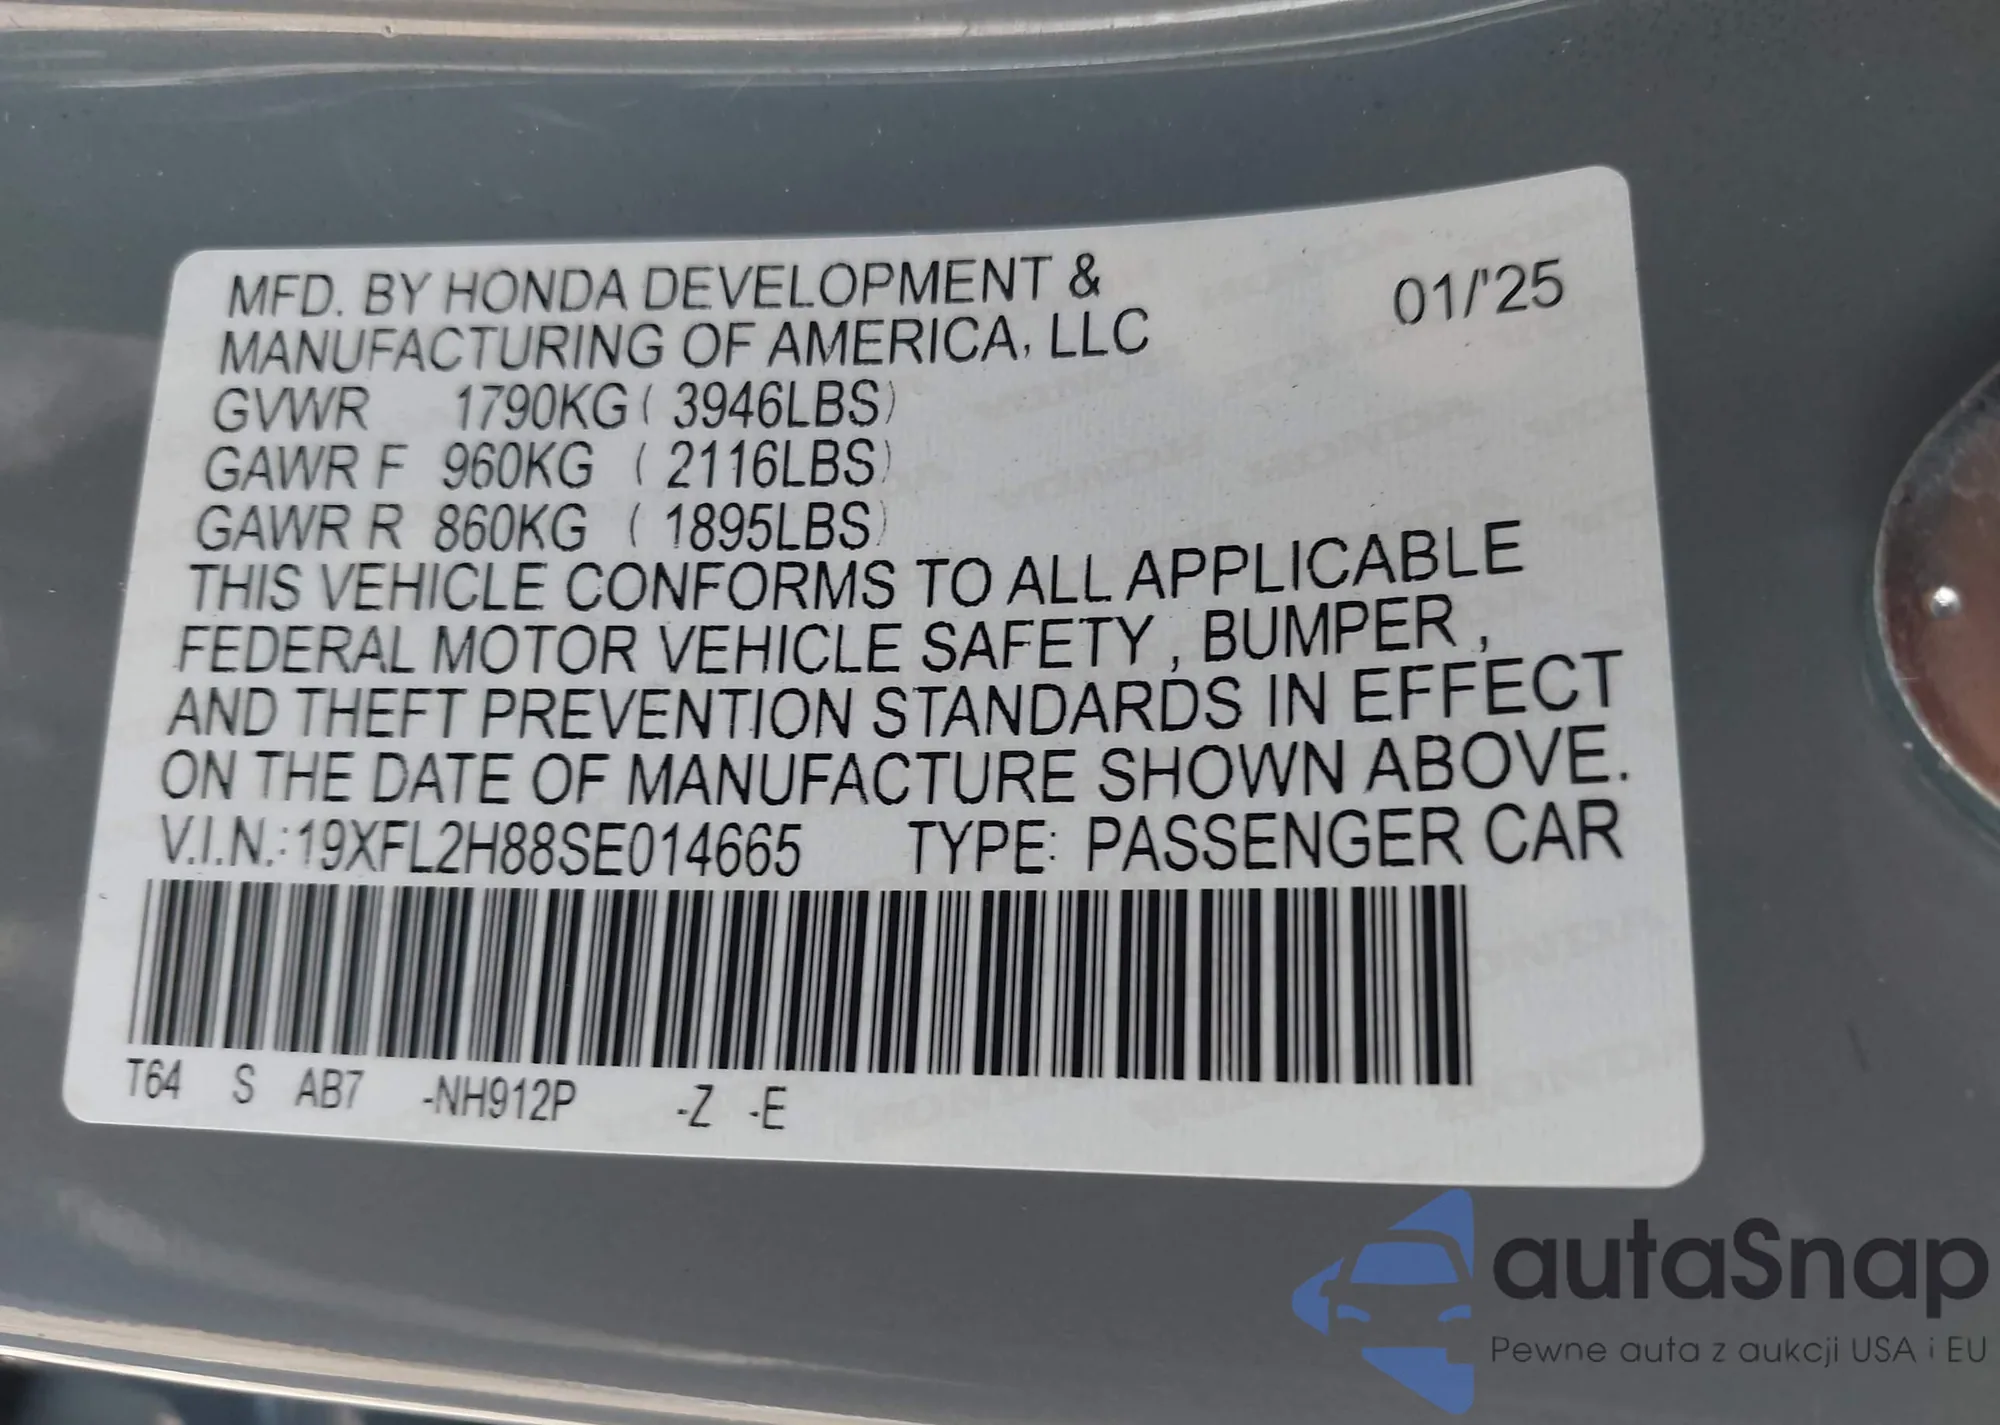 MFD. BY HONDA DEVELOPMENT & 01/'25
MANUFACTURING OF AMERICA, LLC
GVWR 1790KG ( 3946LBS)
GAWR F 960KG ( 2116LBS)
GAWR R 860KG ( 1895LBS)
THIS VEHICLE CONFORMS TO ALL APPLICABLE
FEDERAL MOTOR VEHICLE SAFETY , BUMPER ,
AND THEFT PREVENTION STANDARDS IN EFFECT
ON THE DATE OF MANUFACTURE SHOWN ABOVE.
V.I.N.:19XFL2H88SE014665 TYPE: PASSENGER CAR
T64 S AB7 -NH912P -Z -E
autaSnap
Pewne auta z aukcji USA i EU